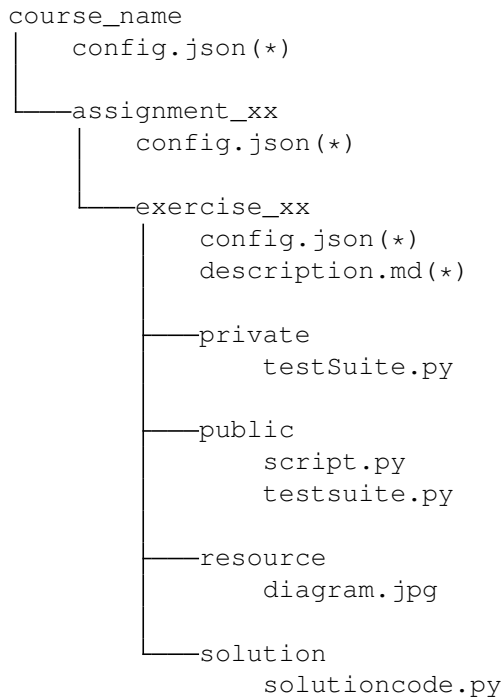 course_name
config.json(*)
assignment_xx
config.json(*)
exercise_xx
config.json(*)
description.md(*)
private
testSuite.py
public
script.py
testsuite.py
resource
diagram.jpg
solution
solutioncode.py